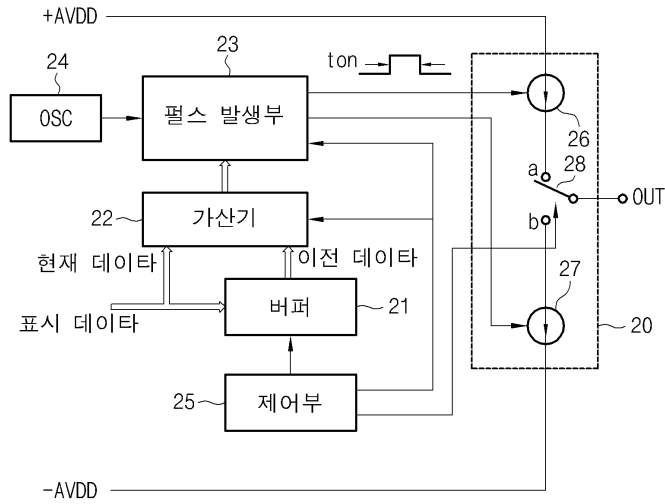 +AVDD
23
24
ton
OSC
펄스 발생부
26
a
28
OUT
22
가산기
b
현재 데이타
이전 데이타
27
버퍼
21
표시 데이타
20
25
제어부
-AVDD